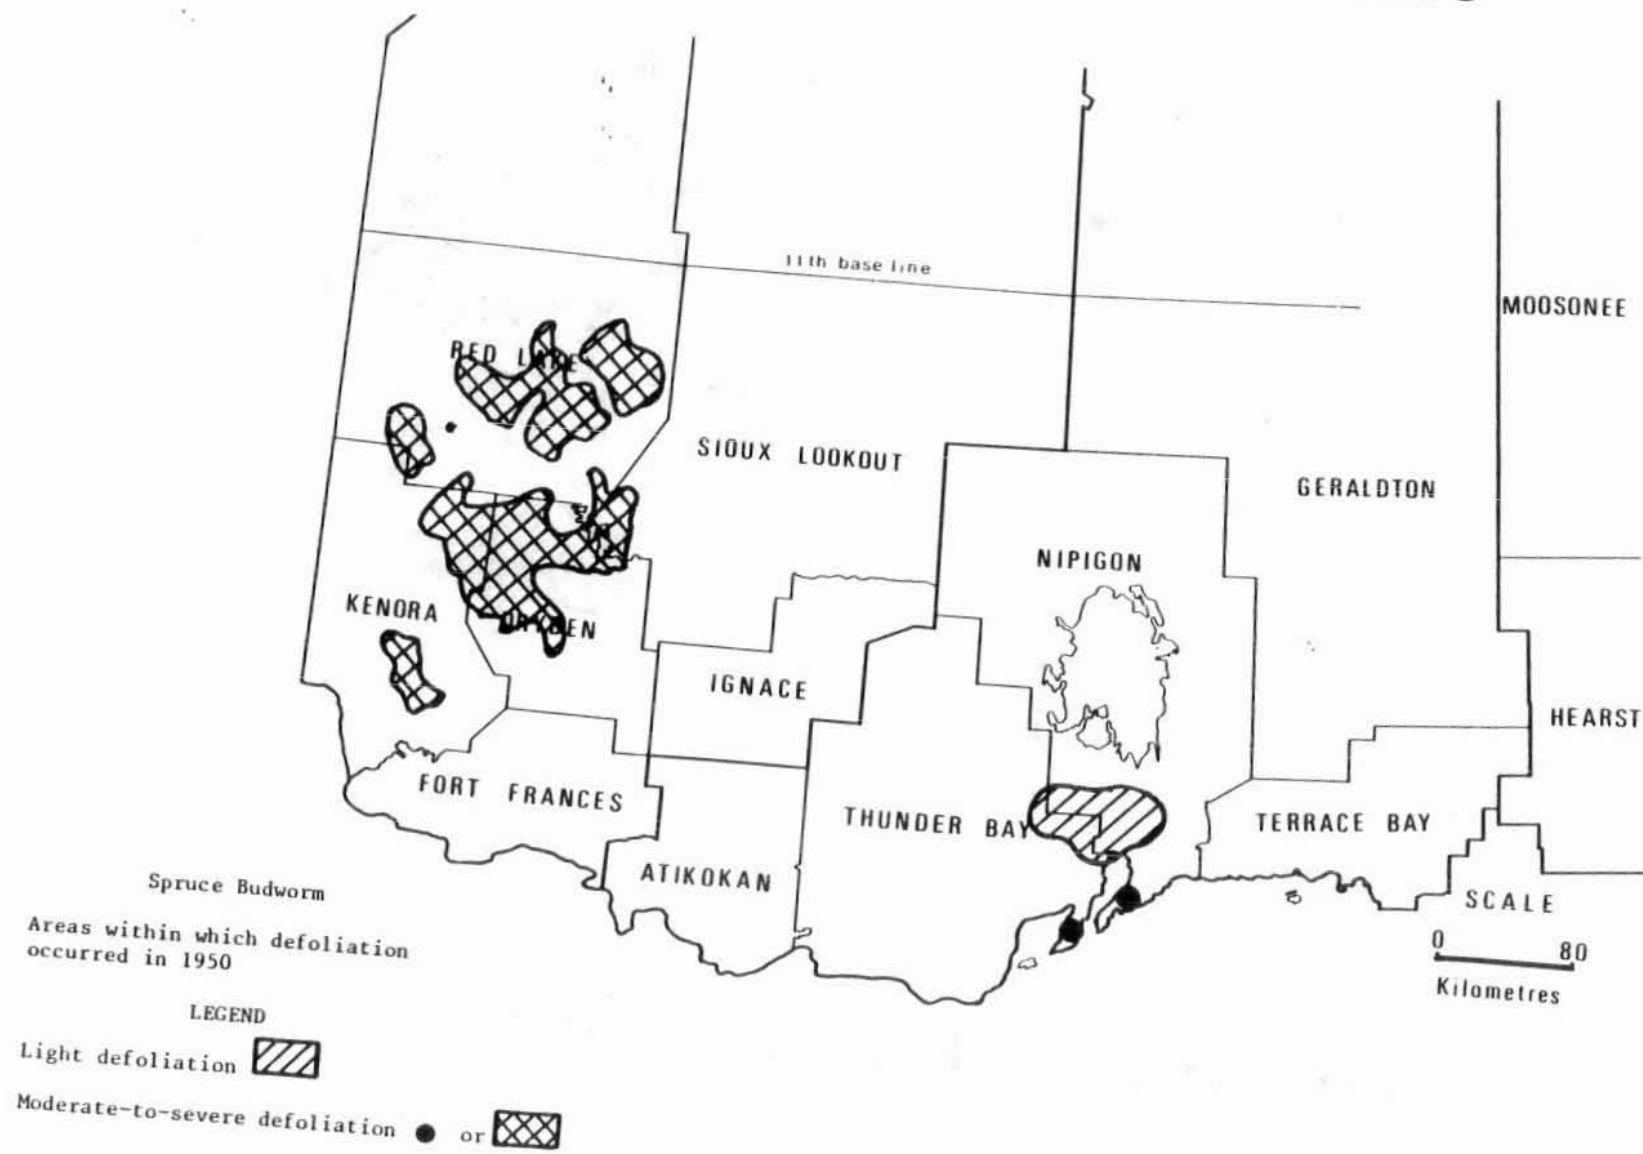 11th base line
MOOSONEE
RED LAKE
SIOUX LOOKOUT
GERALDTON
NIPIGON
KENORA
DRYDEN
IGNACE
HEARST
FORT FRANCES
THUNDER BAY
TERRACE BAY
ATIKOKAN
SCALE
0 80
Kilometres
Spruce Budworm
Areas within which defoliation
occurred in 1950
LEGEND
Light defoliation
Moderate-to-severe defoliation or